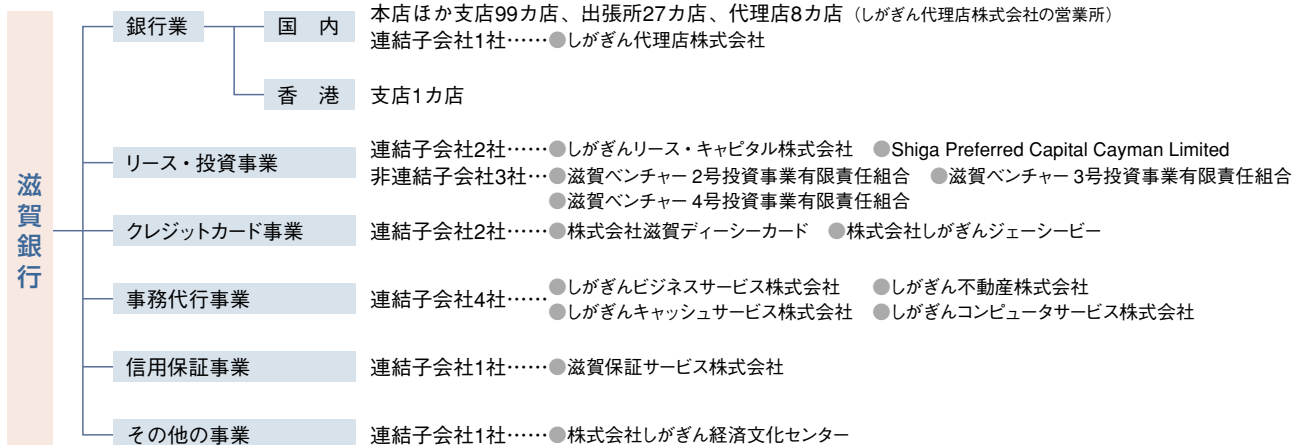 滋賀銀行
銀行業
国 内
本店ほか支店99カ店、出張所27カ店、代理店8カ店（しがぎん代理店株式会社の営業所）
連結子会社1社……●しがぎん代理店株式会社
香 港
支店1カ店
リース・投資事業
連結子会社2社……●しがぎんリース・キャピタル株式会社 ●Shiga Preferred Capital Cayman Limited
非連結子会社3社…●滋賀ベンチャー2号投資事業有限責任組合 ●滋賀ベンチャー3号投資事業有限責任組合
●滋賀ベンチャー4号投資事業有限責任組合
クレジットカード事業
連結子会社2社……●株式会社滋賀ディーシーカード ●株式会社しがぎんジェーシービー
事務代行事業
連結子会社4社……●しがぎんビジネスサービス株式会社 ●しがぎん不動産株式会社
●しがぎんキャッシュサービス株式会社 ●しがぎんコンピュータサービス株式会社
信用保証事業
連結子会社1社……●滋賀保証サービス株式会社
その他の事業
連結子会社1社……●株式会社しがぎん経済文化センター